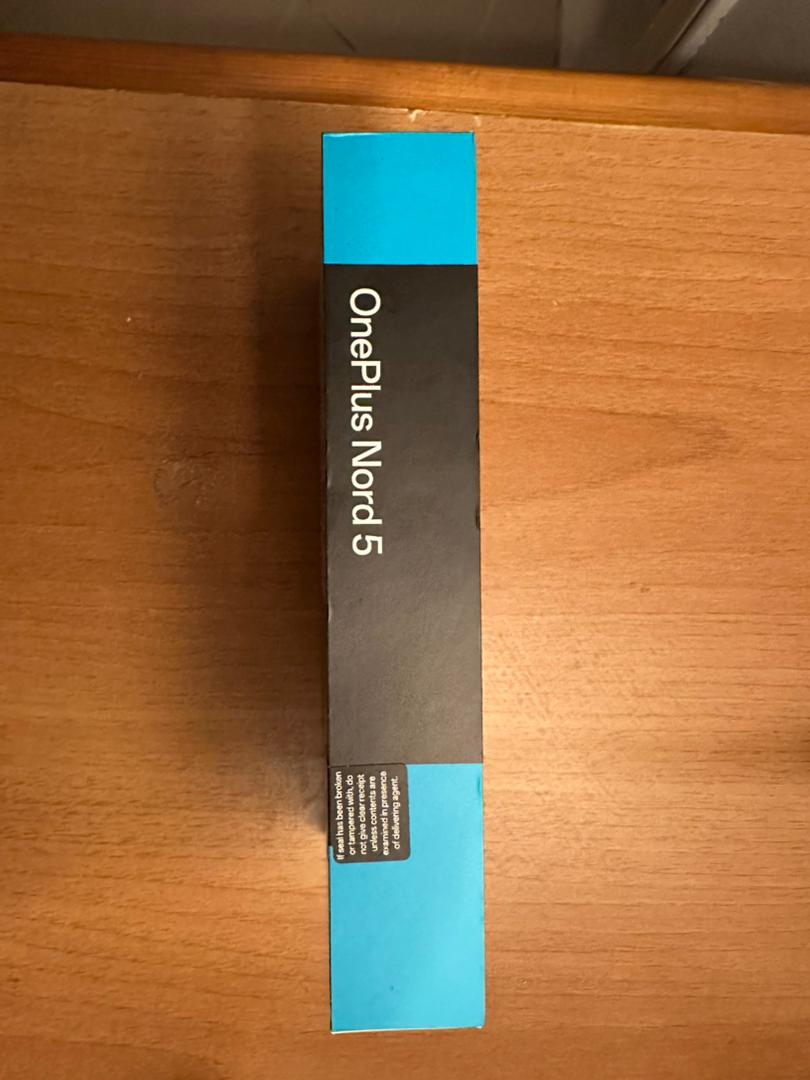 OnePlus Nord 5
If seal has been broken
or tampered with, do
not give clear receipt
unless contents are
examined in presence
of delivering agent.